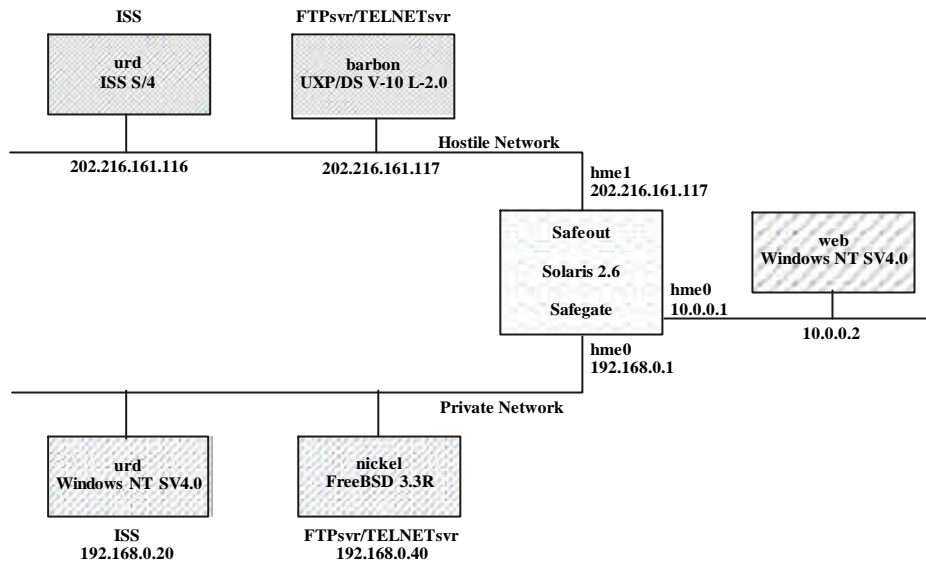 ISS
FTPsvr/TELNETsvr
urd
ISS S/4
barbon
UXP/DS V-10 L-2.0
Hostile Network
202.216.161.116
202.216.161.117
hme1
202.216.161.117
Safeout
Solaris 2.6
Safegate
web
Windows NT SV4.0
hme0
10.0.0.1
10.0.0.2
hme0
192.168.0.1
Private Network
urd
Windows NT SV4.0
nickel
FreeBSD 3.3R
ISS
192.168.0.20
FTPsvr/TELNETsvr
192.168.0.40